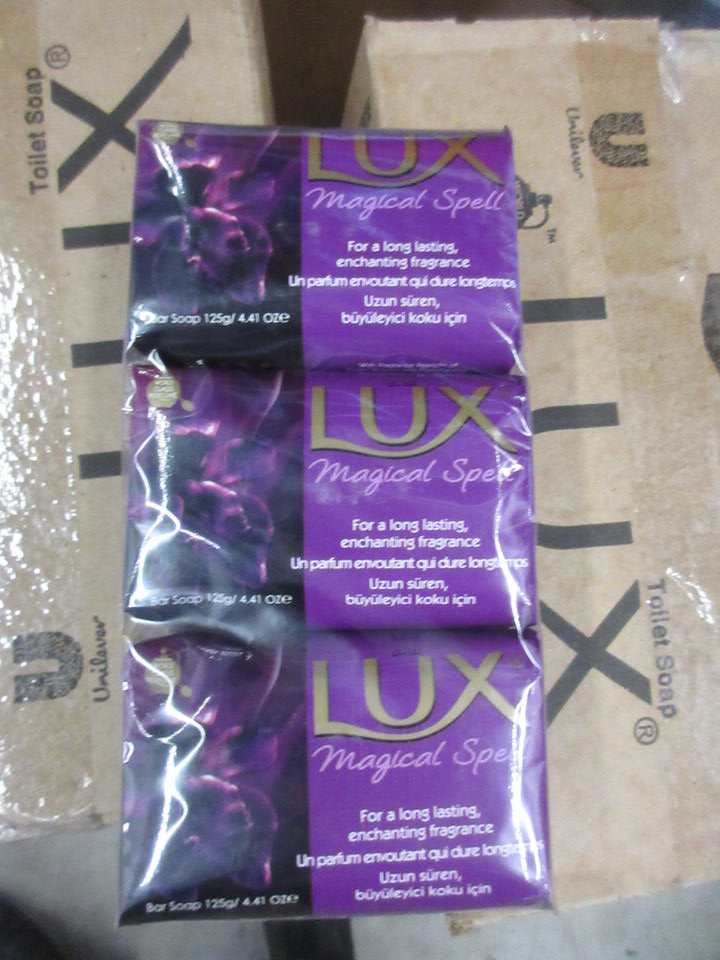 Toilet Soap
X®
Unilever
U
TM
LUX
Magical Spell
For a long lasting,
enchanting fragrance
Un parfum envoutant qui dure longtemps
Uzun süren,
büyüleyici koku için
Bar Soap 125g/ 4.41 OZe
LUX
Magical Spell
For a long lasting,
enchanting fragrance
Un parfum envoutant qui dure longtemps
Uzun süren,
büyüleyici koku için
Bar Soap 125g/ 4.41 OZe
LUX
Magical Spe
For a long lasting,
enchanting fragrance
Un parfum envoutant qui dure longtemps
Uzun süren,
büyüleyici koku için
Bar Soap 125g/ 4.41 OZe
U
Unilever
UX®
Toilet Soap